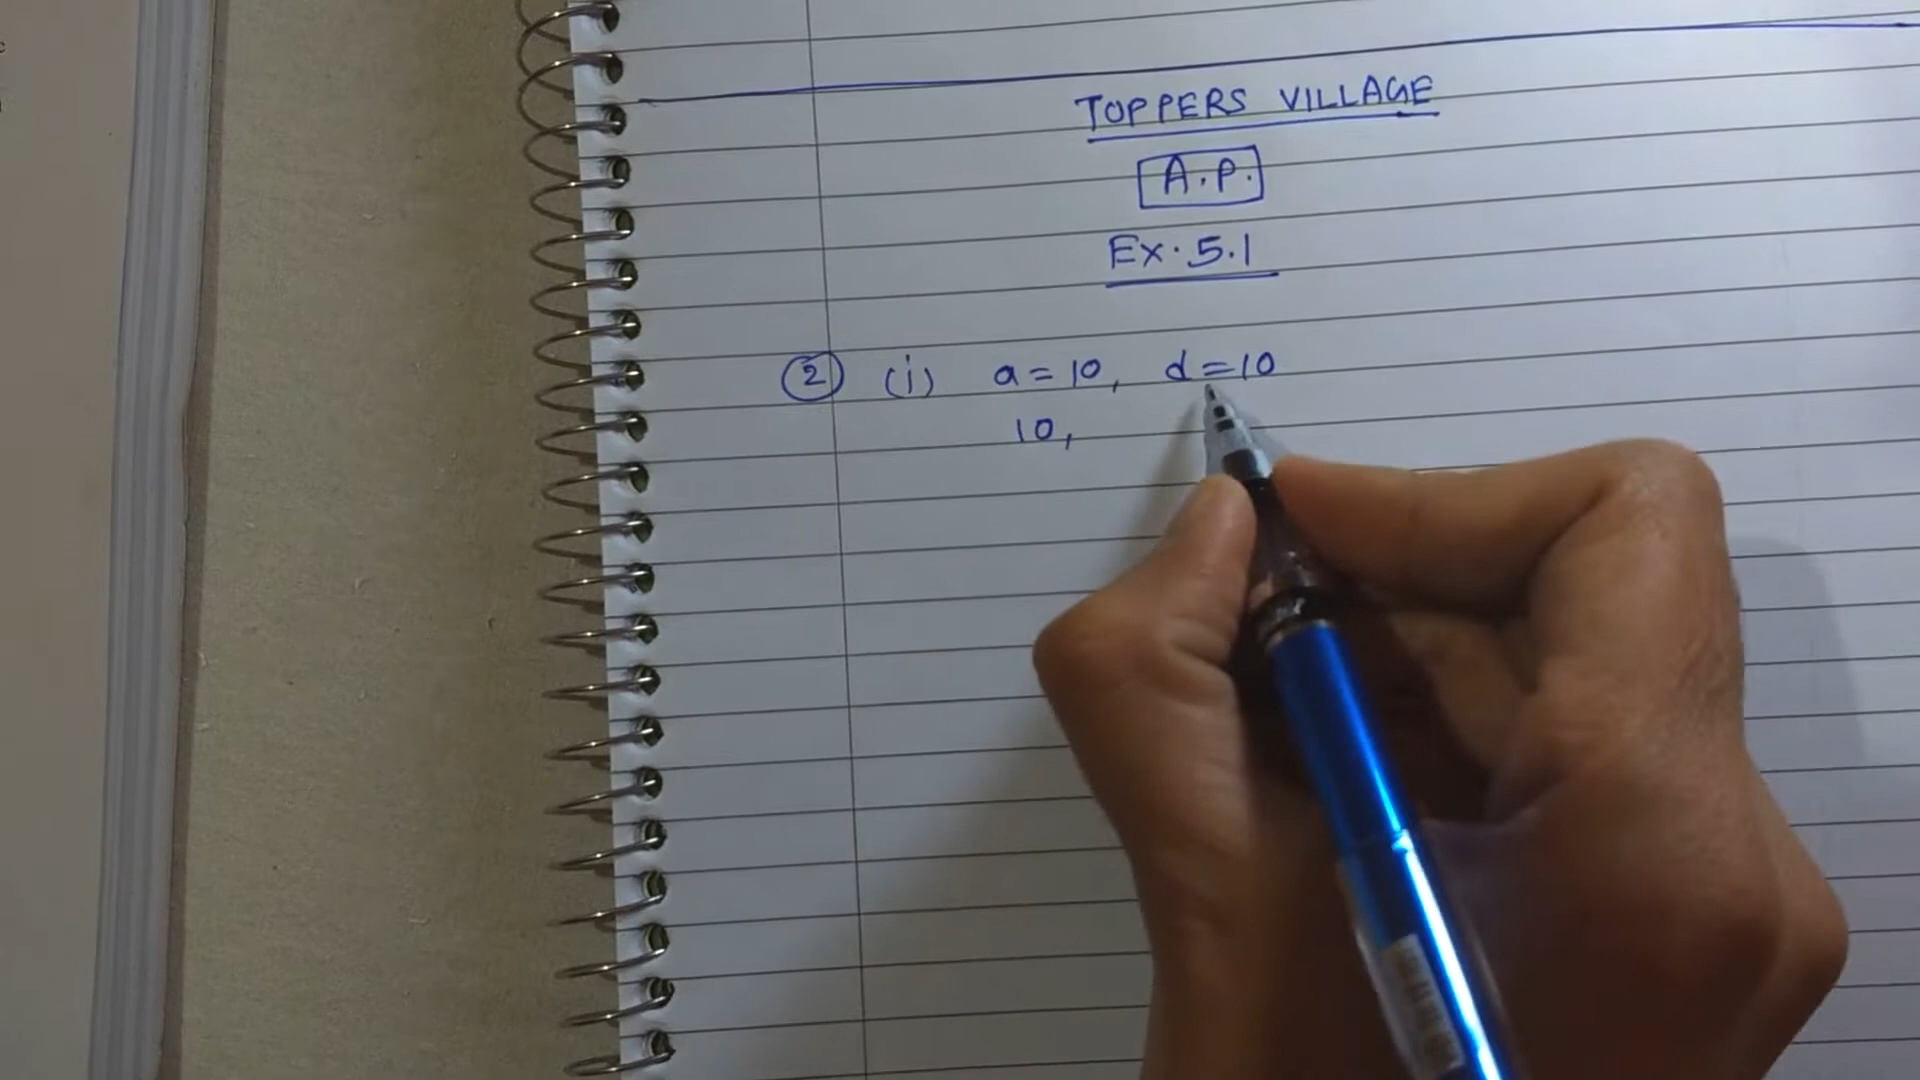 TOPPERS VILLAGE
A.P.
Ex. 5.1
2 (i) a = 10, d = 10
10,